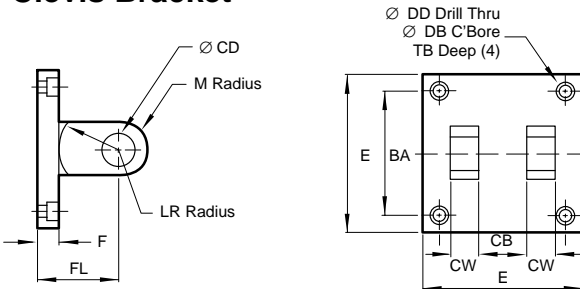 Clevis Bracket
Ø CD
M Radius
LR Radius
F
FL
Ø DD Drill Thru
Ø DB C'Bore
TB Deep (4)
E
BA
CB
CW
CW
E